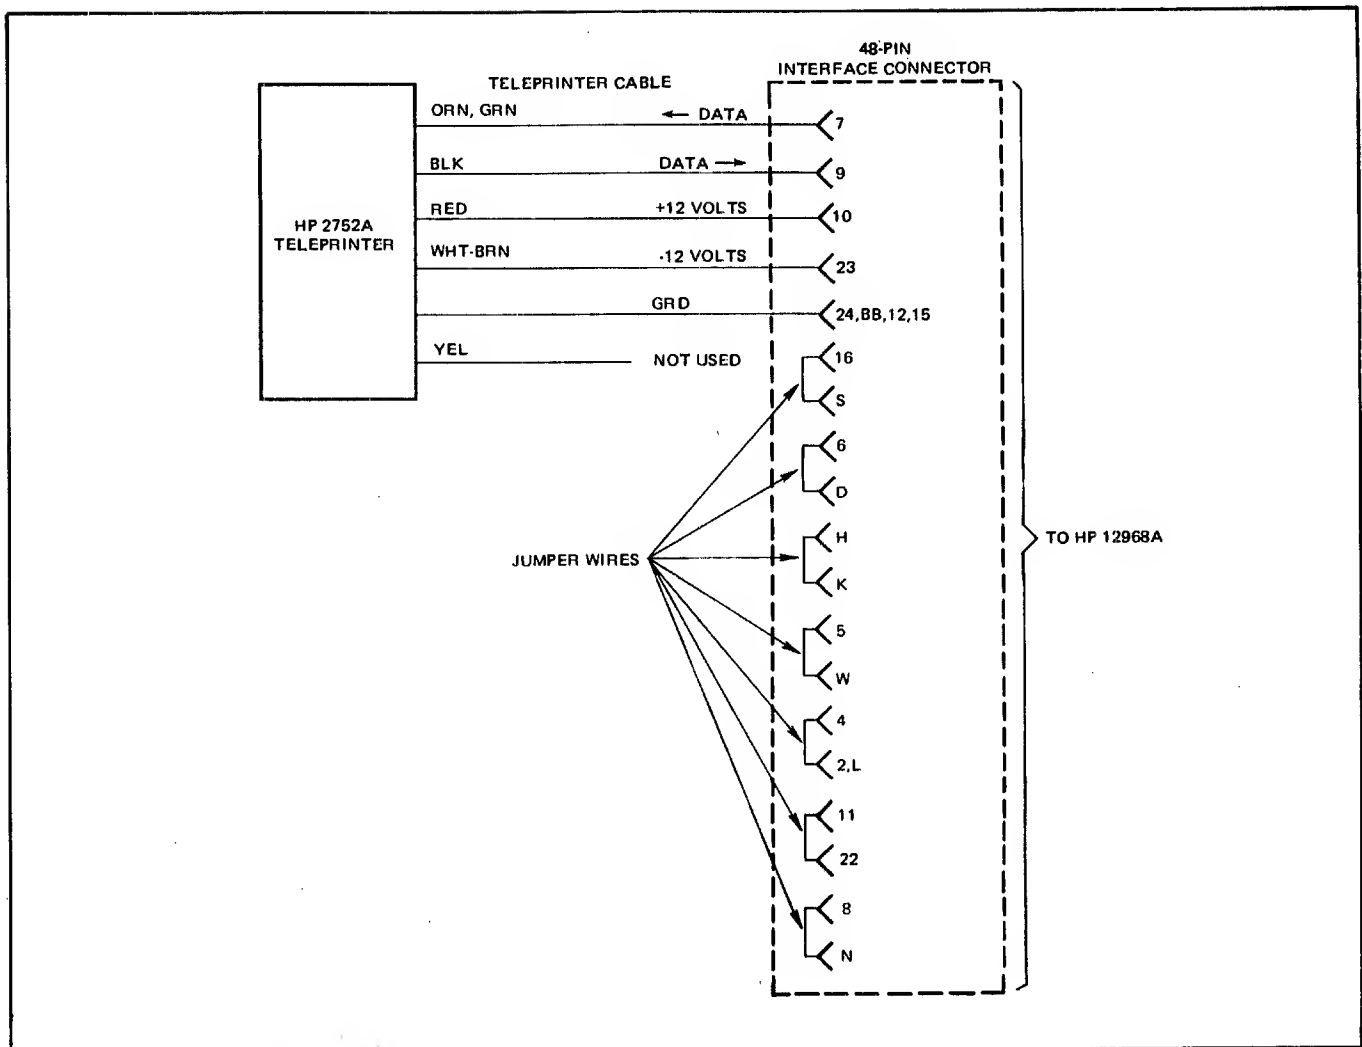 48-PIN
INTERFACE CONNECTOR
TELEPRINTER CABLE
ORN, GRN ← DATA 7
BLK DATA → 9
RED +12 VOLTS 10
HP 2752A
TELEPRINTER
WHT-BRN -12 VOLTS 23
GRD 24,BB,12,15
YEL NOT USED
16
S
6
D
H
TO HP 12968A
JUMPER WIRES
K
5
W
4
2,L
11
22
8
N